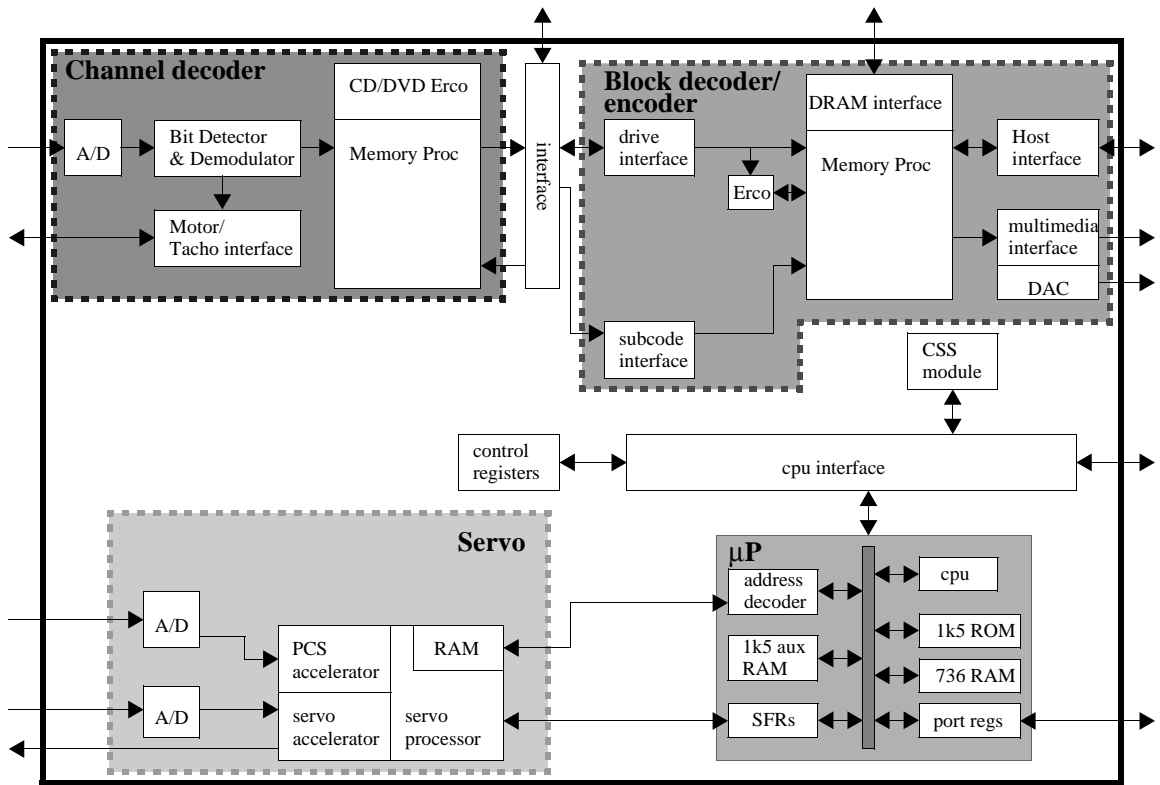 Channel decoder
CD/DVD Erco
Memory Proc
A/D
Bit Detector
& Demodulator
Motor/
Tacho interface
interface
Block decoder/
encoder
drive
interface
Erco
DRAM interface
Memory Proc
Host
interface
multimedia
interface
DAC
subcode
interface
CSS
module
control
registers
cpu interface
Servo
A/D
A/D
PCS
accelerator
RAM
servo
accelerator
servo
processor
µP
address
decoder
1k5 aux
RAM
SFRs
cpu
1k5 ROM
736 RAM
port regs